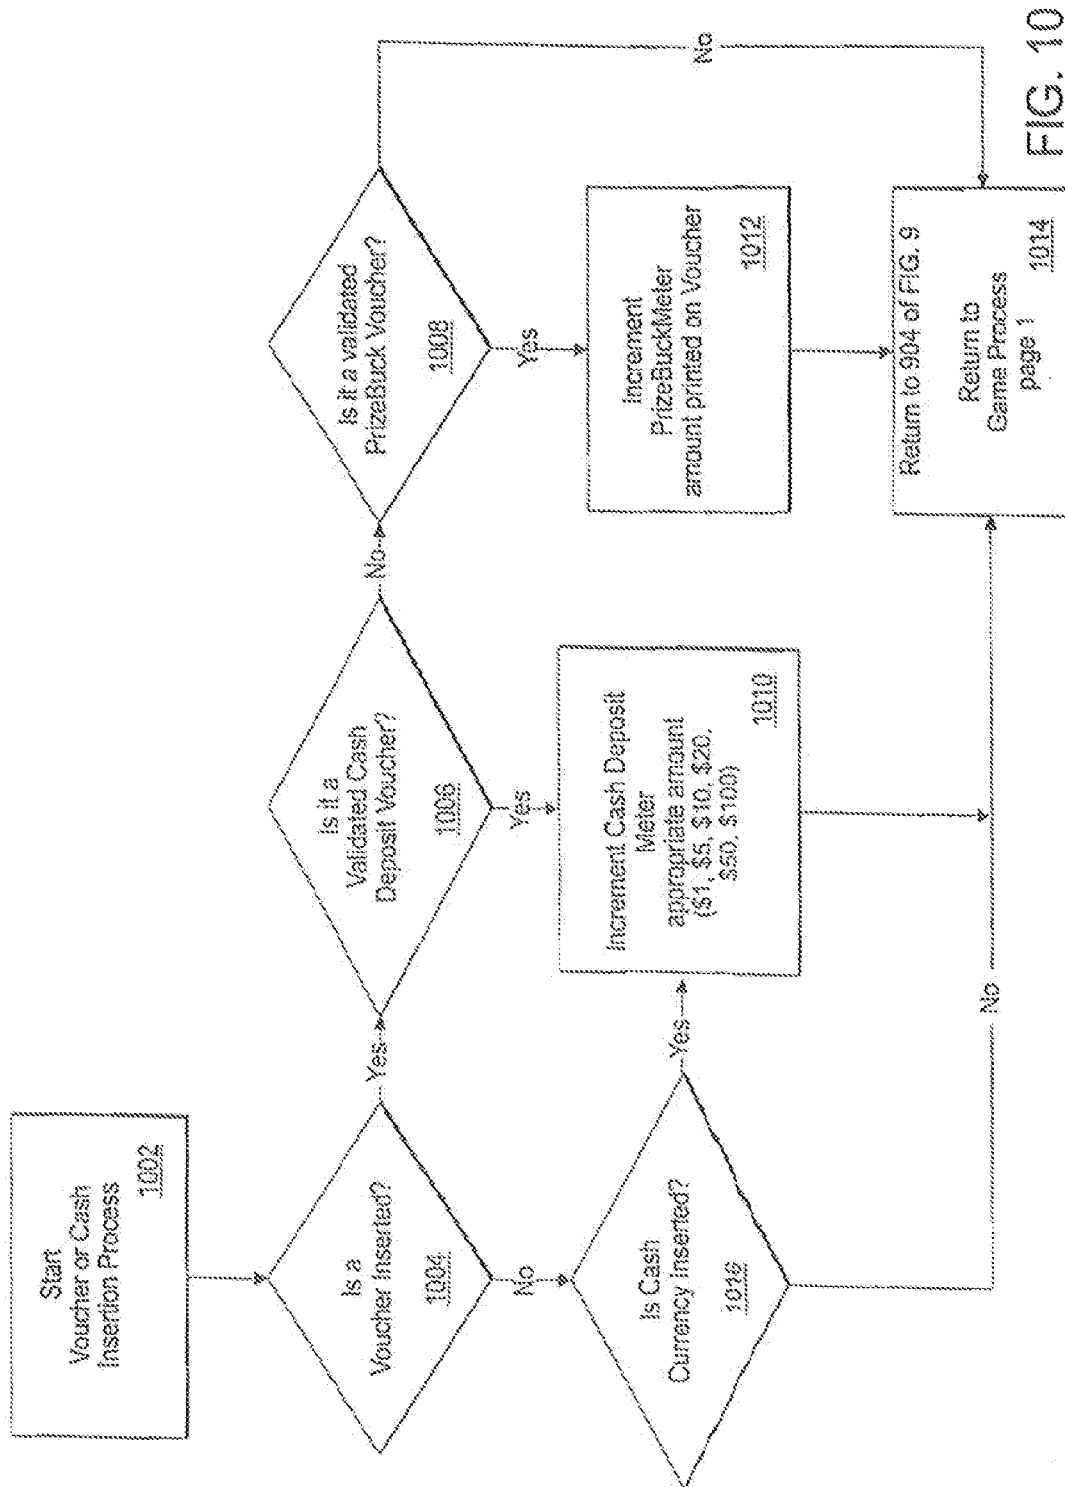 Start
Voucher or Cash
Insertion Process
1002
Is a
Voucher Inserted?
1004
Yes
No
Is a
Validated Cash
Deposit Voucher?
1006
No
Yes
Is it a validated
PrizeBuck Voucher?
1008
No
Yes
Is Cash
Currency Inserted?
1016
Yes
No
Increment Cash Deposit
Meter
appropriate amount
($1, $5, $10, $20,
$50, $100)
1010
Increment
PrizeBuckMeter
amount printed on Voucher
1012
Return to 904 of FIG. 9
Return to
Game Process
page 1
1014
FIG. 10